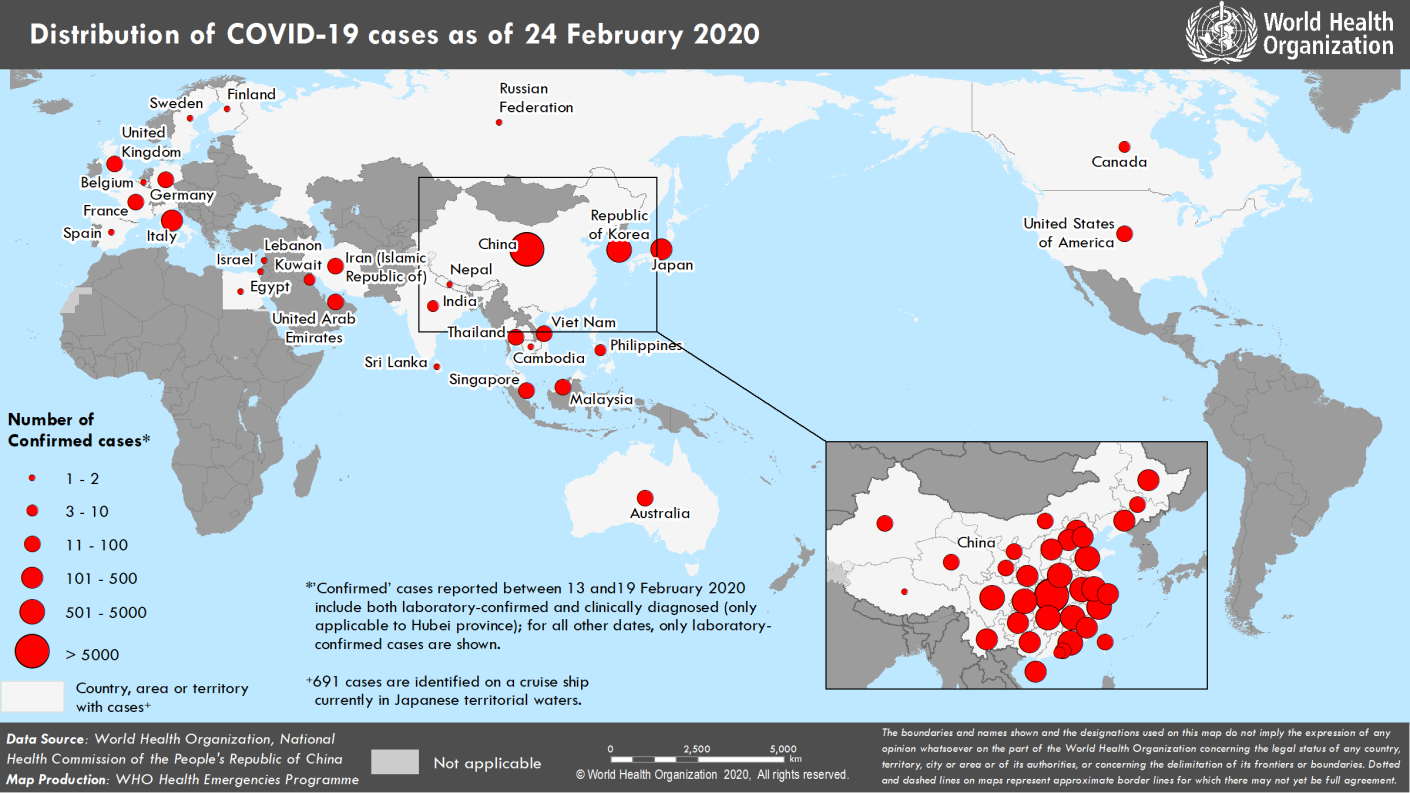 Distribution of COVID-19 cases as of 24 February 2020
World Health
Organization
Finland
Sweden
Russian
Federation
United
Kingdom
Belgium
Germany
France
Spain
Italy
Canada
United States
of America
Republic
of Korea
China
Japan
Lebanon
Israel
Kuwait
Iran (Islamic
Republic of)
Nepal
Egypt
India
United Arab
Emirates
Viet Nam
Thailand
Philippines
Cambodia
Sri Lanka
Singapore
Malaysia
Australia
China
Number of
Confirmed cases*
1 - 2
3 - 10
11 - 100
101 - 500
501 - 5000
> 5000
Country, area or territory
with cases+
*'Confirmed' cases reported between 13 and19 February 2020
include both laboratory-confirmed and clinically diagnosed (only
applicable to Hubei province); for all other dates, only laboratory-
confirmed cases are shown.
+691 cases are identified on a cruise ship
currently in Japanese territorial waters.
Data Source: World Health Organization, National
Health Commission of the People's Republic of China
Map Production: WHO Health Emergencies Programme
Not applicable
0 2,500 5,000
km
© World Health Organization 2020, All rights reserved.
The boundaries and names shown and the designations used on this map do not imply the expression of any
opinion whatsoever on the part of the World Health Organization concerning the legal status of any country,
territory, city or area or of its authorities, or concerning the delimitation of its frontiers or boundaries. Dotted
and dashed lines on maps represent approximate border lines for which there may not yet be full agreement.